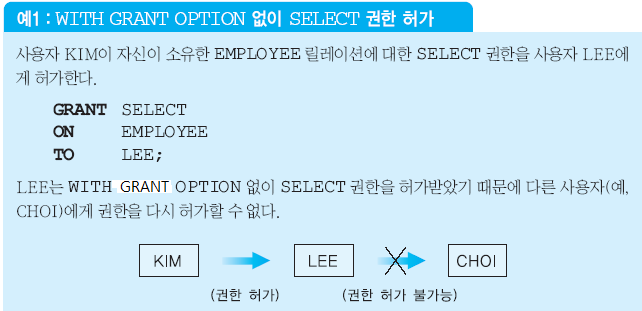 예1 : WITH GRANT OPTION 없이 SELECT 권한 허가
사용자 KIM이 자신이 소유한 EMPLOYEE 릴레이션에 대한 SELECT 권한을 사용자 LEE에
게 허가한다.
GRANT SELECT
ON EMPLOYEE
TO LEE;
LEE는 WITH GRANT OPTION 없이 SELECT 권한을 허가받았기 때문에 다른 사용자(예,
CHOI)에게 권한을 다시 허가할 수 없다.
KIM LEE CHOI
(권한 허가) (권한 허가 불가능)